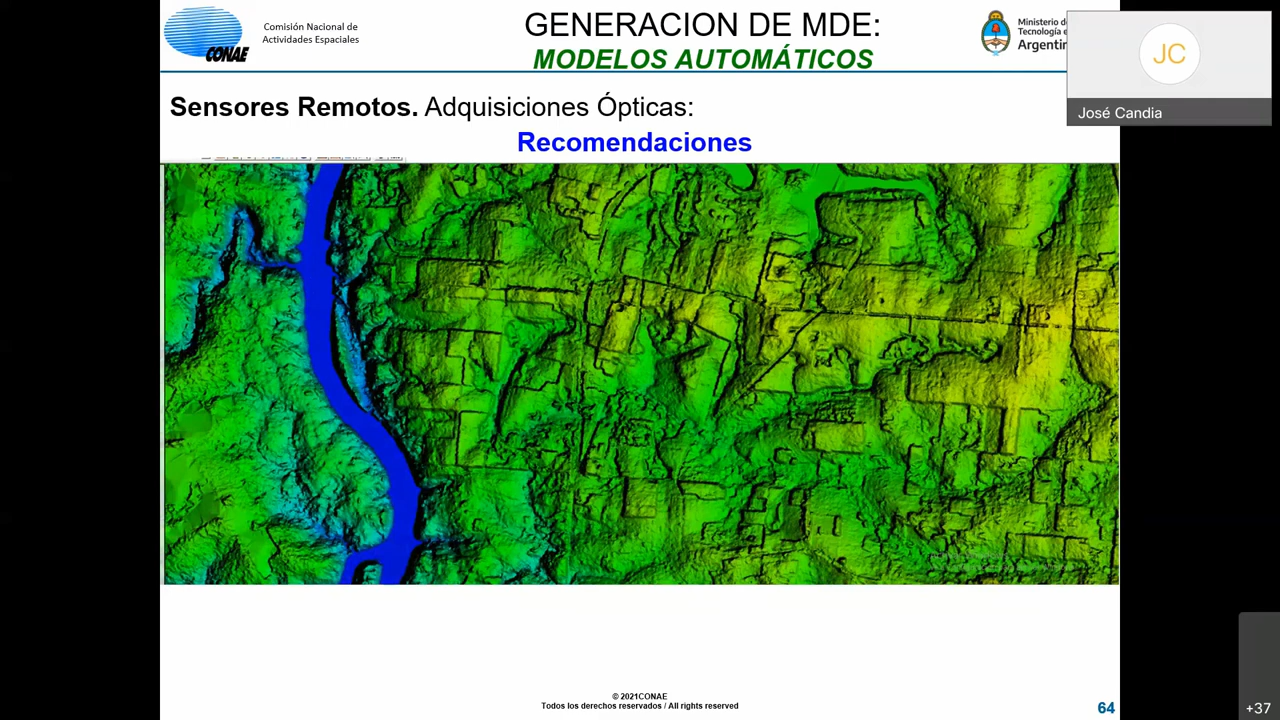 CONAE
Comisión Nacional de
Actividades Espaciales
GENERACION DE MDE:
MODELOS AUTOMÁTICOS
Ministerio de
Tecnología e
Argentin
JC
José Candia
Sensores Remotos. Adquisiciones Ópticas:
Recomendaciones
© 2021CONAE
Todos los derechos reservados / All rights reserved
64
+37